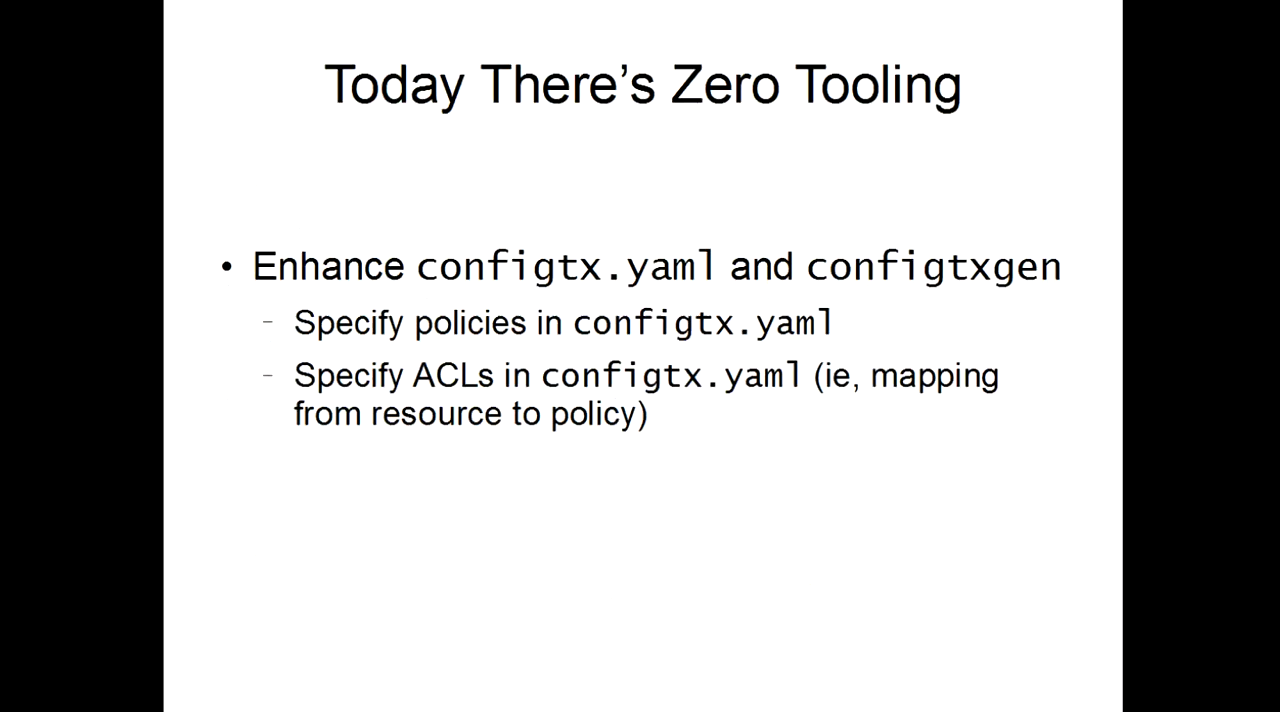 Today There’s Zero Tooling
• Enhance configtx.yaml and configtxgen
– Specify policies in configtx.yaml
– Specify ACLs in configtx.yaml (ie, mapping
from resource to policy)